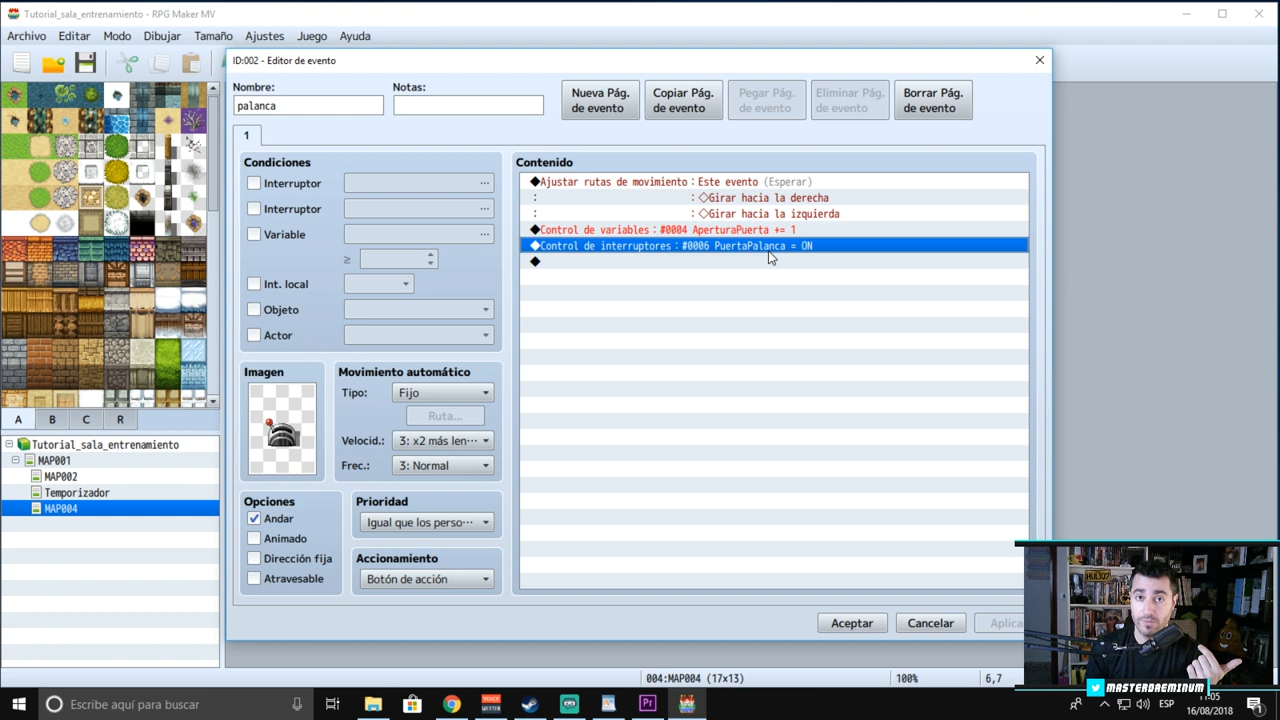 Tutorial_sala_entrenamiento - RPG Maker MV
Archivo Editar Modo Dibujar Tamaño Ajustes Juego Ayuda
ID:002 - Editor de evento
Nombre:
palanca
Notas:
Nueva Pág. de evento
Copiar Pág. de evento
Pegar Pág. de evento
Eliminar Pág. de evento
Borrar Pág. de evento
1
Condiciones
Interruptor ...
Interruptor ...
Variable ...
≥
Int. local
Objeto
Actor
Imagen
Movimiento automático
Tipo: Fijo
Ruta...
Velocid.: 3: x2 más len...
Frec.: 3: Normal
Opciones
Andar
Animado
Dirección fija
Atravesable
Prioridad
Igual que los perso...
Accionamiento
Botón de acción
Contenido
◆Ajustar rutas de movimiento：Este evento (Esperar)
：　　　　　　　　　　：◇Girar hacia la derecha
：　　　　　　　　　　：◇Girar hacia la izquierda
◆Control de variables：#0004 AperturaPuerta += 1
◆Control de interruptores：#0006 PuertaPalanca = ON
◆
Aceptar Cancelar Aplica
A B C R
Tutorial_sala_entrenamiento
MAP001
MAP002
Temporizador
MAP004
004:MAP004 (17x13) 100% 6,7
MASTERDAEMINUM
Escribe aquí para buscar
ESP
11:05
16/08/2018
1